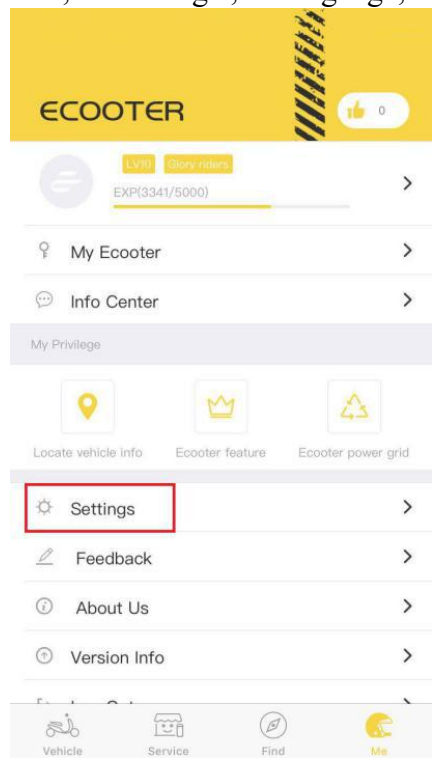 ECOOTER
0
LV10 Glory riders
EXP(3341/5000)
My Ecooter
Info Center
My Privilege
Locate vehicle info Ecooter feature Ecooter power grid
Settings
Feedback
About Us
Version Info
Vehicle Service Find Me